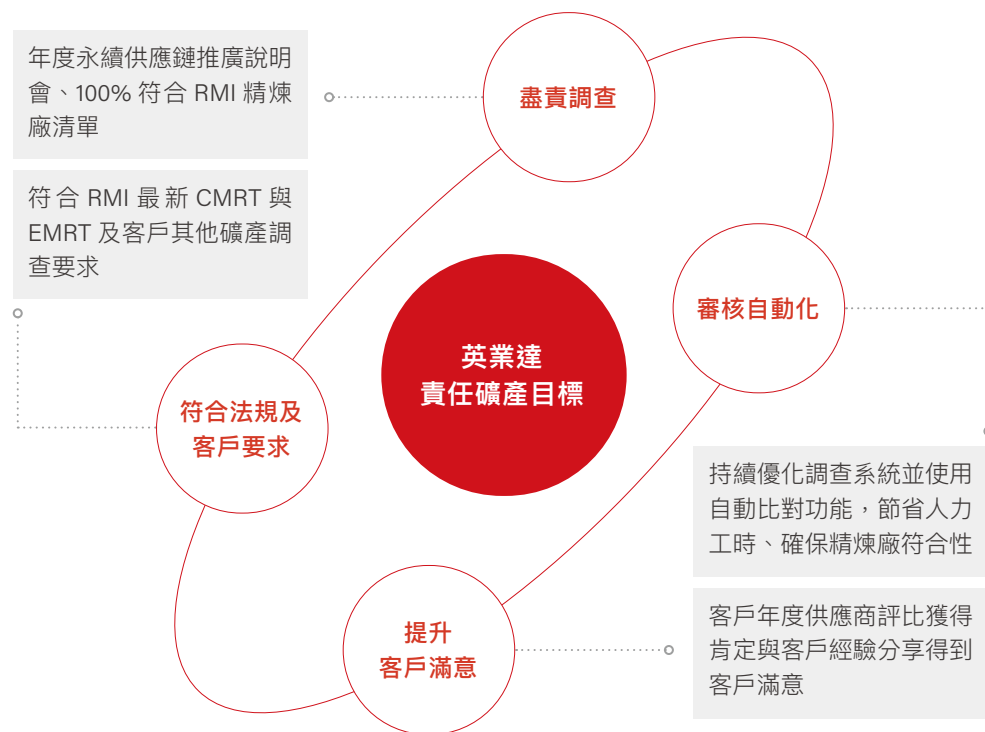 年度永續供應鏈推廣說明
會、100% 符合 RMI 精煉
廠清單
盡責調查
符合 RMI 最新 CMRT 與
EMRT 及客戶其他礦產調
查要求
審核自動化
英業達
責任礦產目標
符合法規及
客戶要求
持續優化調查系統並使用
自動比對功能，節省人力
工時、確保精煉廠符合性
提升
客戶滿意
客戶年度供應商評比獲得
肯定與客戶經驗分享得到
客戶滿意